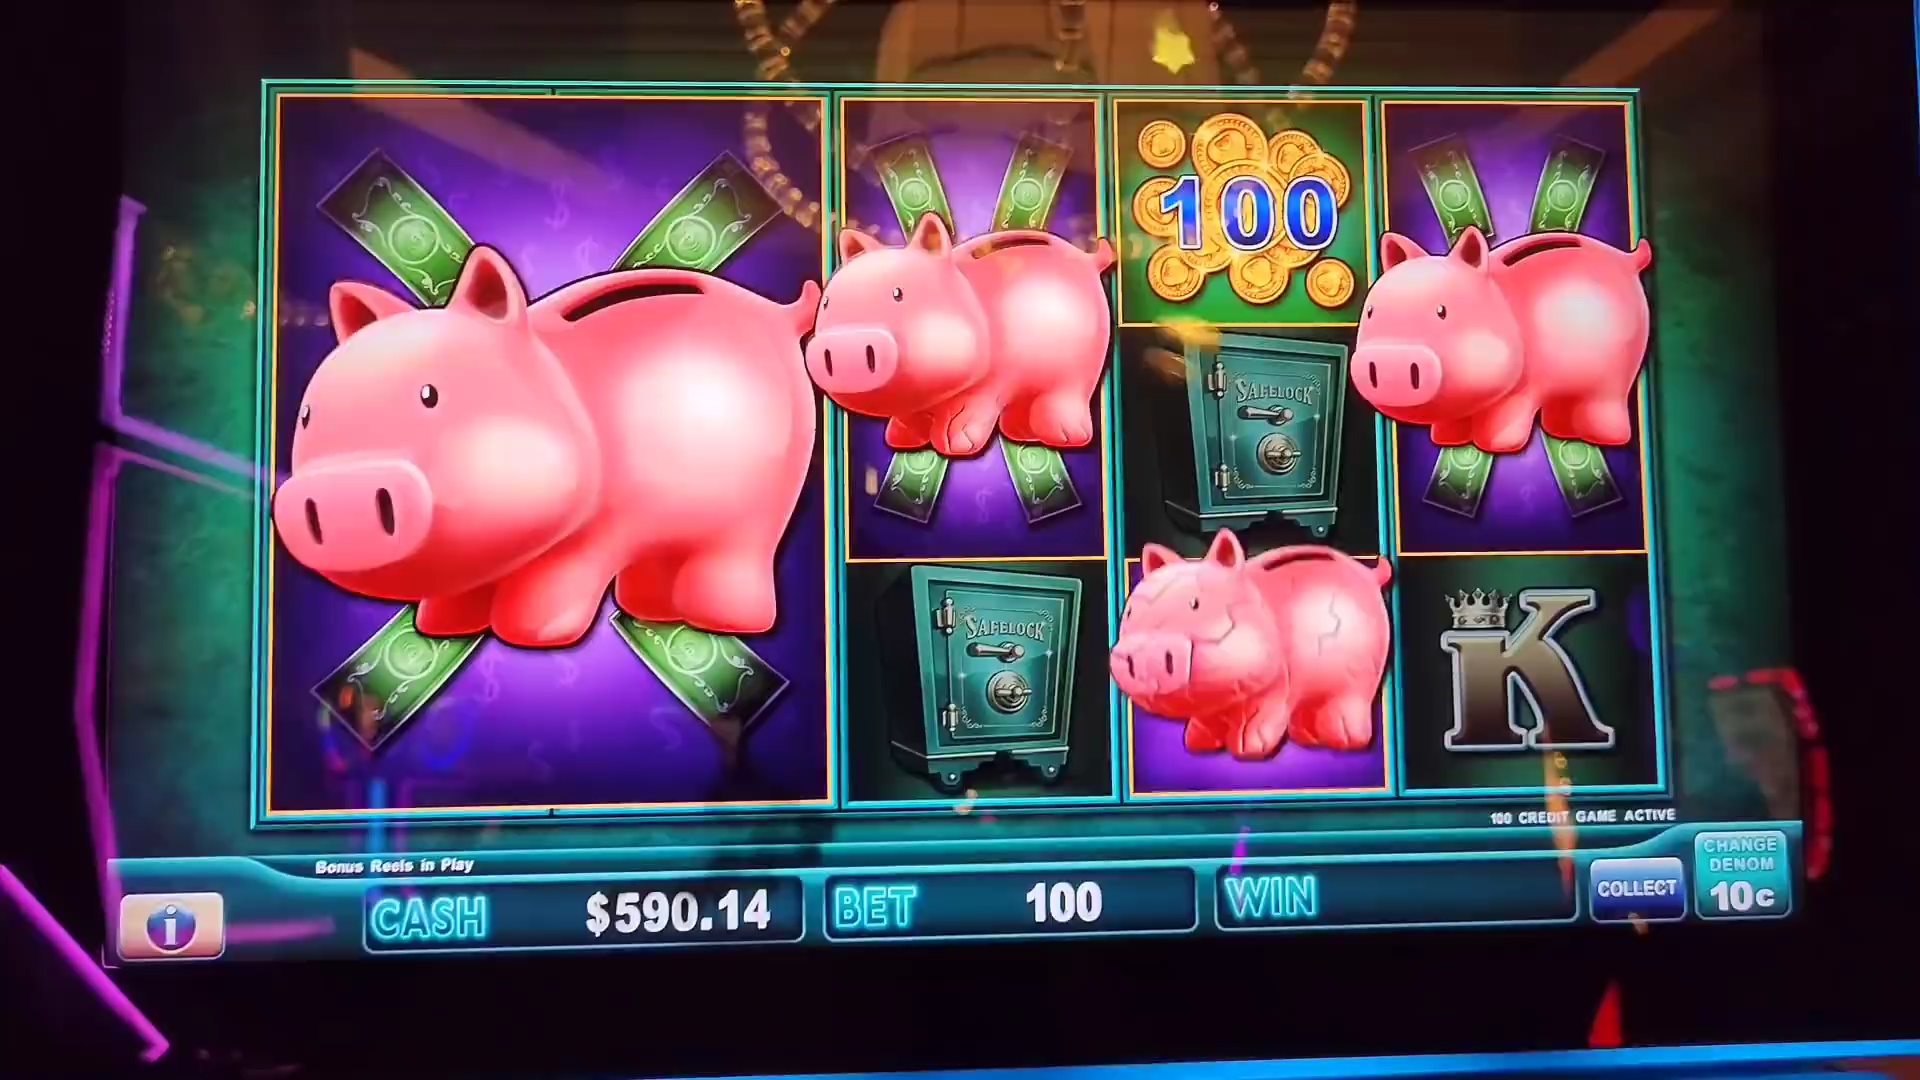 100
SAFELOCK
SAFELOCK
K
100 CREDIT GAME ACTIVE
Bonus Reels in Play
CASH $590.14
BET 100
WIN
COLLECT
CHANGE
DENOM
10c
i